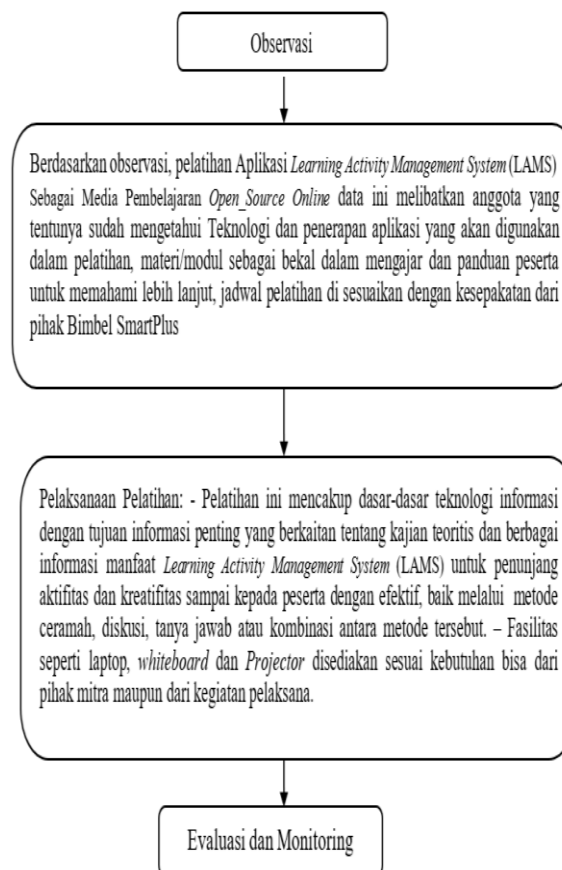 Observasi
Berdasarkan observasi, pelatihan Aplikasi Learning Activity Management System (LAMS)
Sebagai Media Pembelajaran Open_Source Online data ini melibatkan anggota yang
tentunya sudah mengetahui Teknologi dan penerapan aplikasi yang akan digunakan
dalam pelatihan, materi/modul sebagai bekal dalam mengajar dan panduan peserta
untuk memahami lebih lanjut, jadwal pelatihan di sesuaikan dengan kesepakatan dari
pihak Bimbel SmartPlus
Pelaksanaan Pelatihan: - Pelatihan ini mencakup dasar-dasar teknologi informasi
dengan tujuan informasi penting yang berkaitan tentang kajian teoritis dan berbagai
informasi manfaat Learning Activity Management System (LAMS) untuk penunjang
aktifitas dan kreatifitas sampai kepada peserta dengan efektif, baik melalui metode
ceramah, diskusi, tanya jawab atau kombinasi antara metode tersebut. – Fasilitas
seperti laptop, whiteboard dan Projector disediakan sesuai kebutuhan bisa dari
pihak mitra maupun dari kegiatan pelaksana.
Evaluasi dan Monitoring